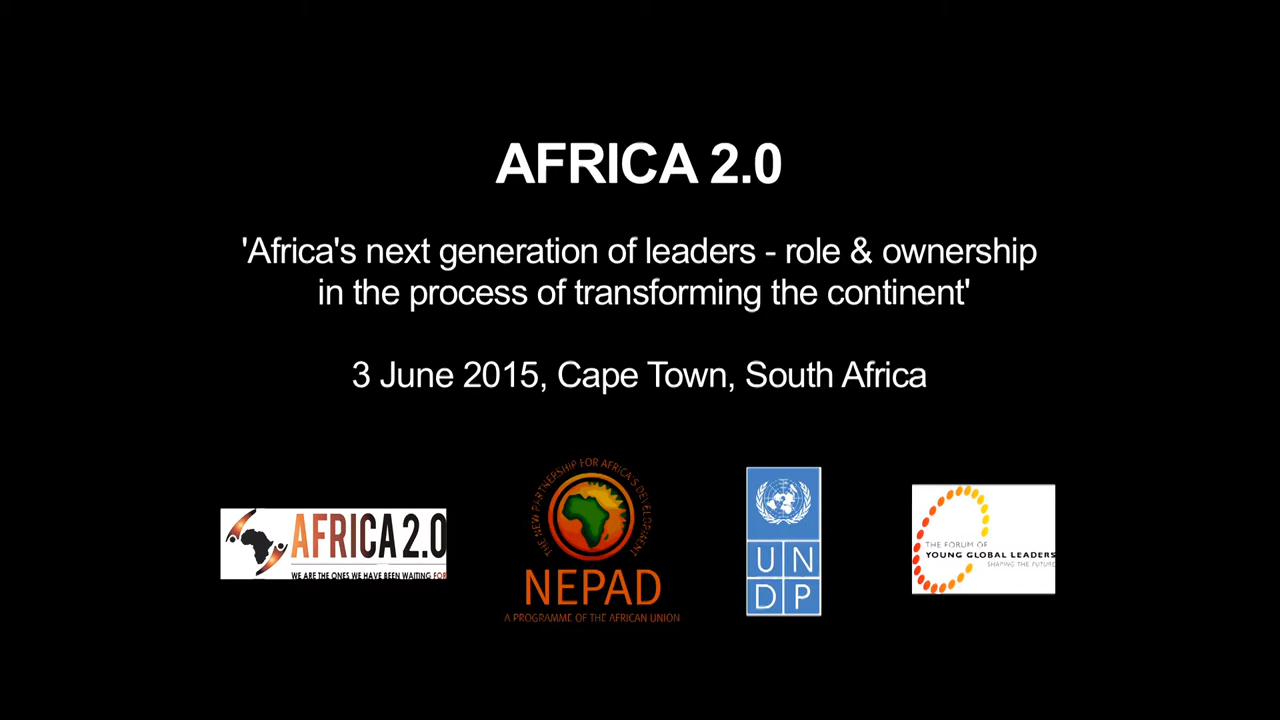 AFRICA 2.0
'Africa's next generation of leaders - role & ownership
in the process of transforming the continent'
3 June 2015, Cape Town, South Africa
AFRICA 2.0
WE ARE THE ONES WE HAVE BEEN WAITING FOR
THE NEW PARTNERSHIP FOR AFRICA'S DEVELOPMENT
NEPAD
A PROGRAMME OF THE AFRICAN UNION
U N
D P
THE FORUM OF
YOUNG GLOBAL LEADERS
SHAPING THE FUTURE